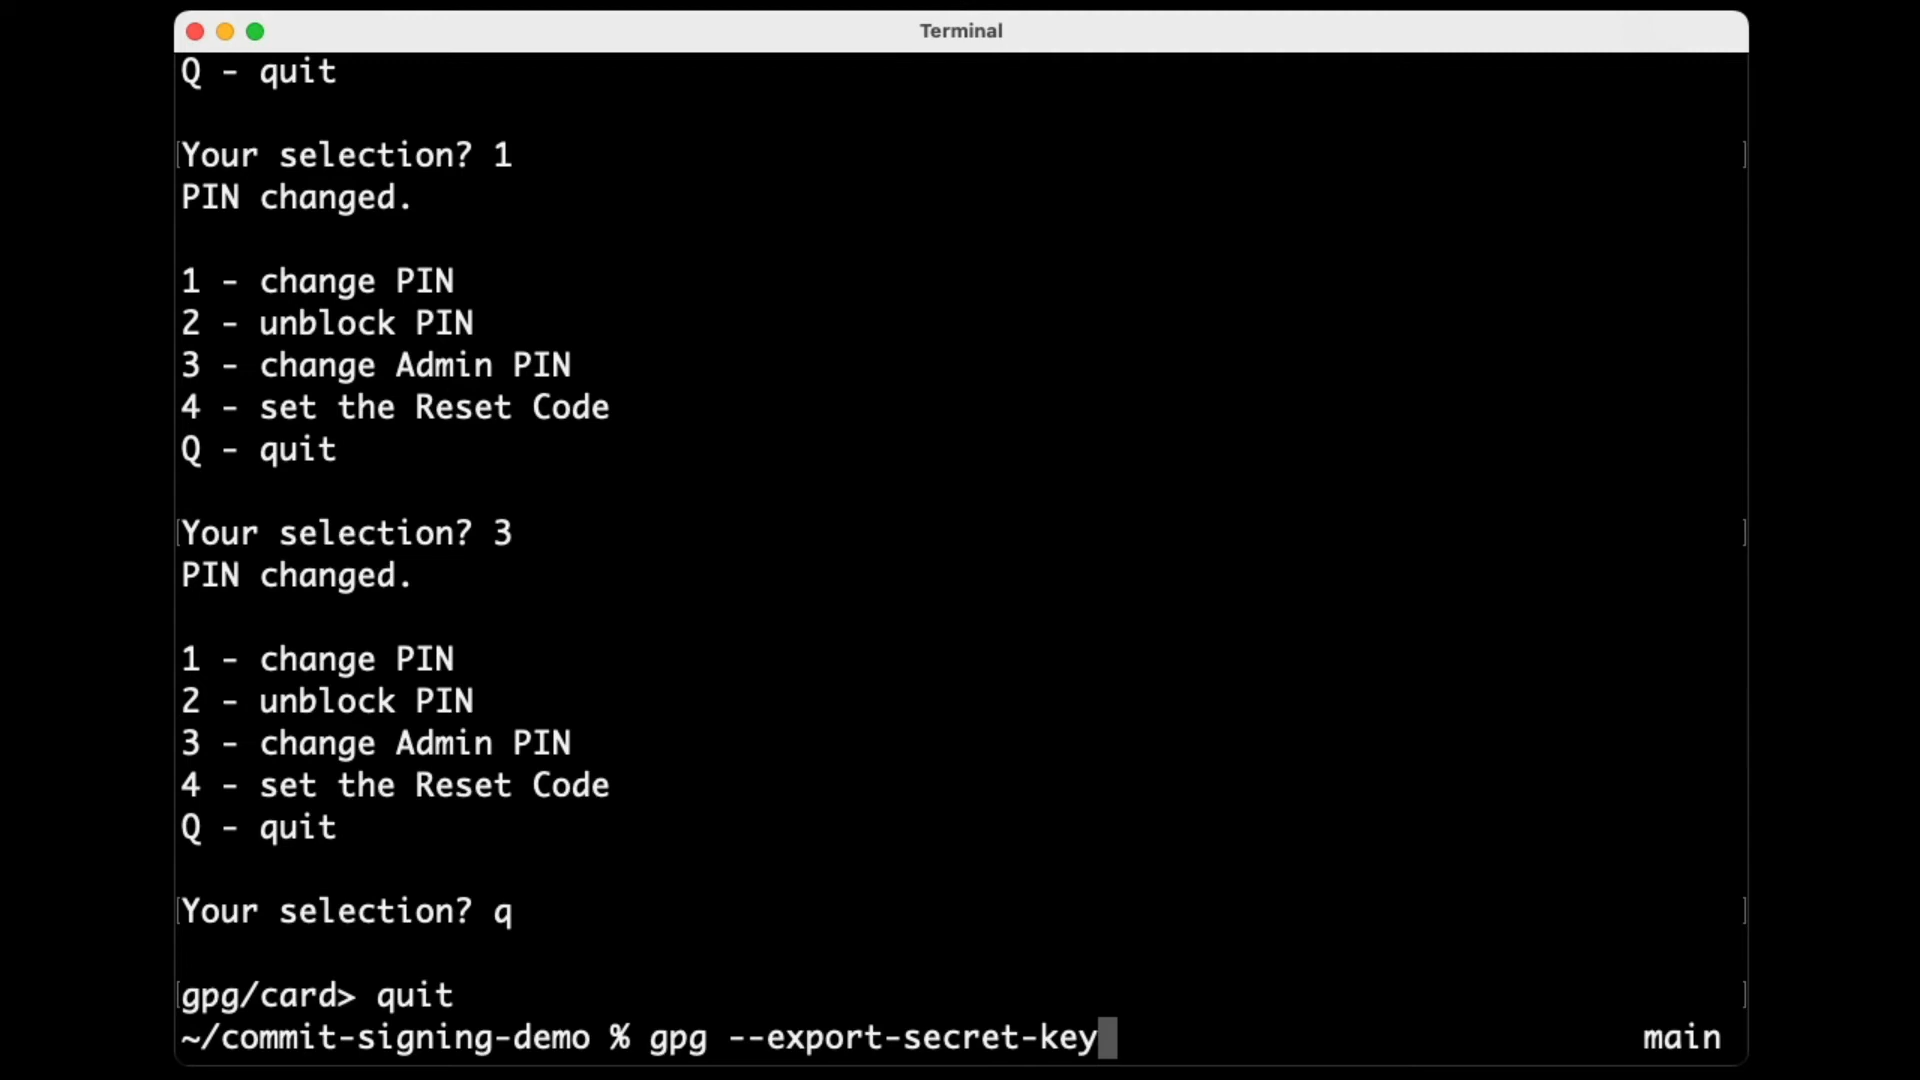 Terminal
Q - quit
Your selection? 1
PIN changed.
1 - change PIN
2 - unblock PIN
3 - change Admin PIN
4 - set the Reset Code
Q - quit
Your selection? 3
PIN changed.
1 - change PIN
2 - unblock PIN
3 - change Admin PIN
4 - set the Reset Code
Q - quit
Your selection? q
gpg/card> quit
~/commit-signing-demo % gpg --export-secret-key main